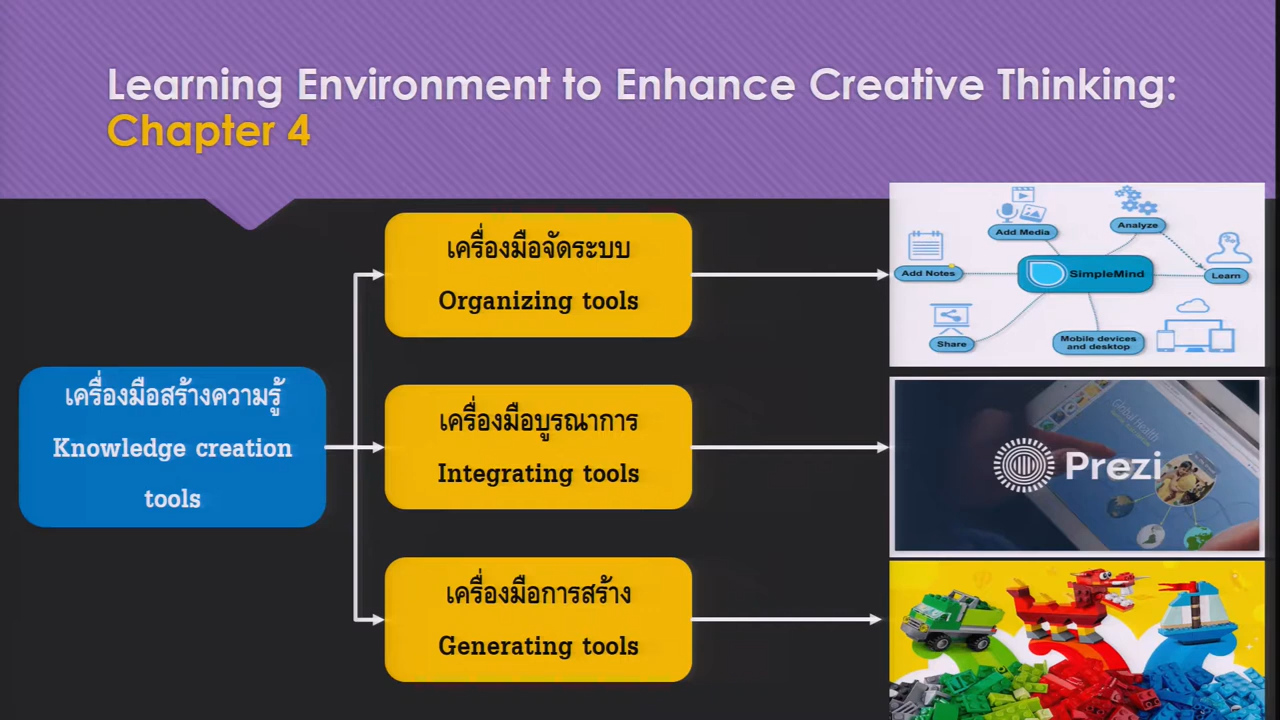 Learning Environment to Enhance Creative Thinking:
Chapter 4
เครื่องมือจัดระบบ
Organizing tools
Add Media
Analyze
Add Notes
SimpleMind
Learn
Share
Mobile devices
and desktop
เครื่องมือสร้างความรู้
Knowledge creation
tools
เครื่องมือบูรณาการ
Integrating tools
Global Health
Prezi
เครื่องมือการสร้าง
Generating tools